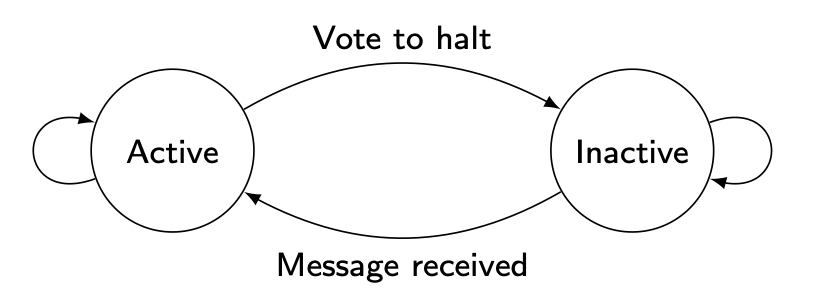 Vote to halt
Active
Inactive
Message received